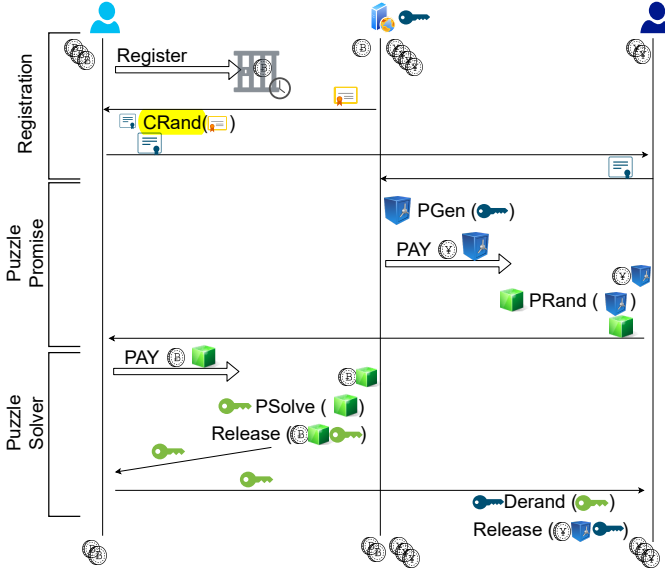 Registration
Register
CRand( )
Puzzle
Promise
PGen ( )
PAY
PRand ( )
Puzzle
Solver
PAY
PSolve ( )
Release ( )
Derand ( )
Release ( )